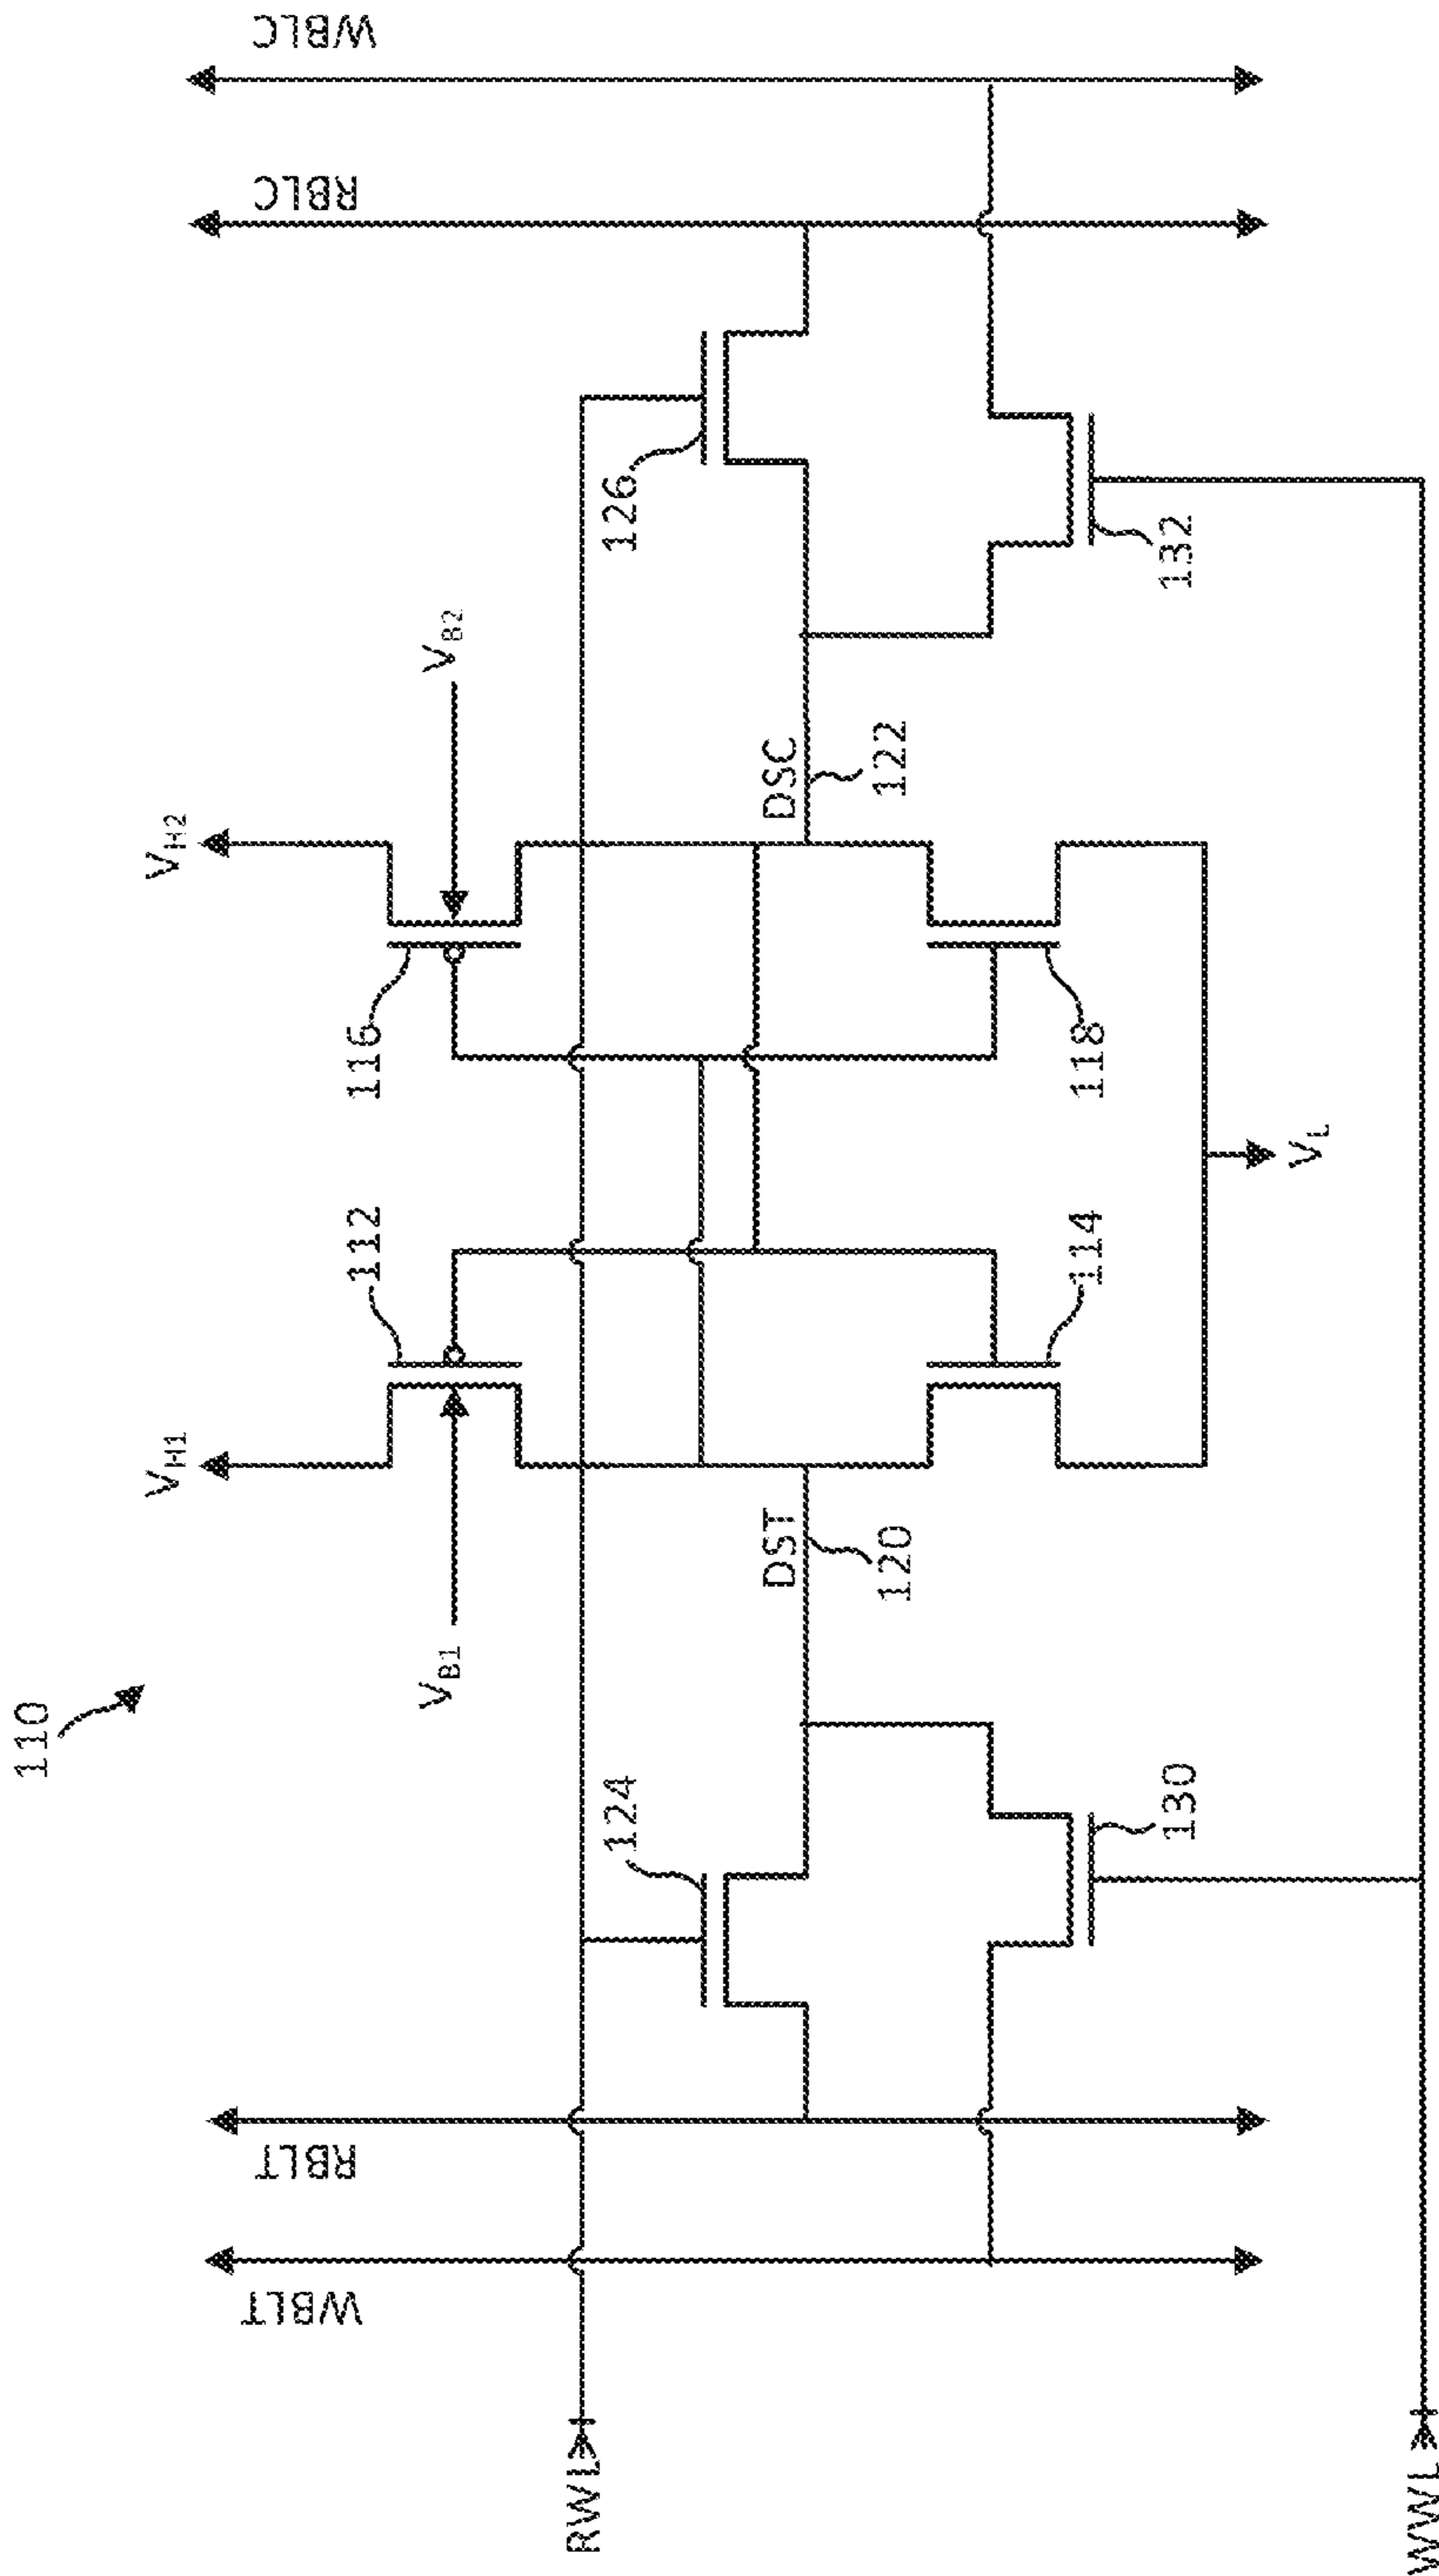 110
WBLT
RBLT
RBLC
WBLC
V_H1
V_H2
112
116
V_B1
V_B2
RWL
124
126
DST
DSC
120
122
114
118
130
132
V_L
WWL